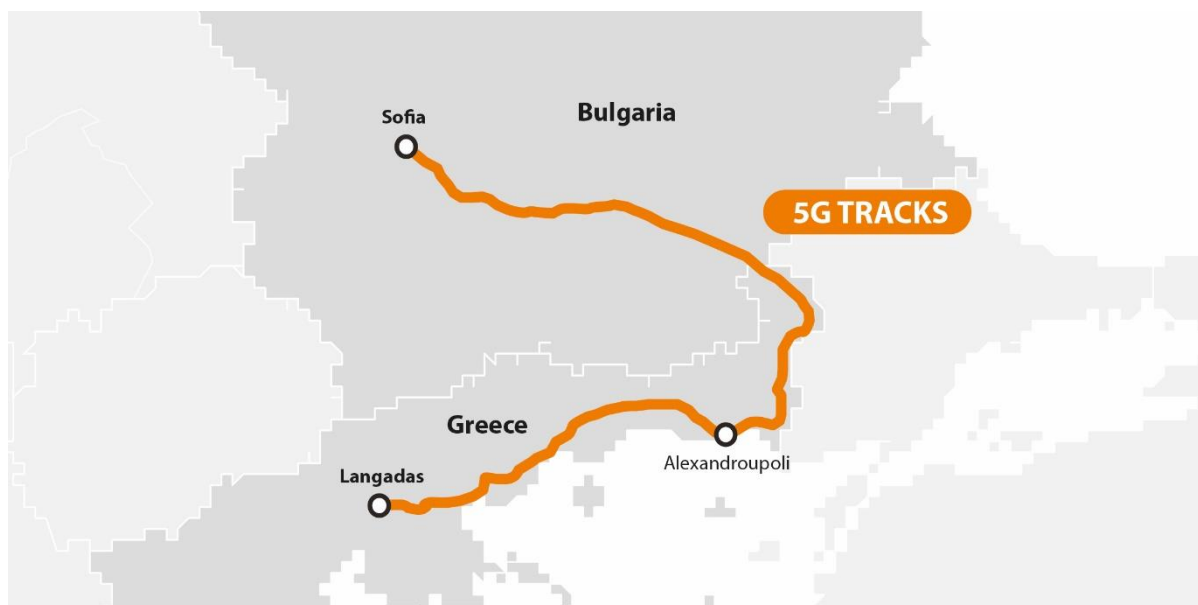 Bulgaria
Sofia
5G TRACKS
Greece
Alexandroupoli
Langadas